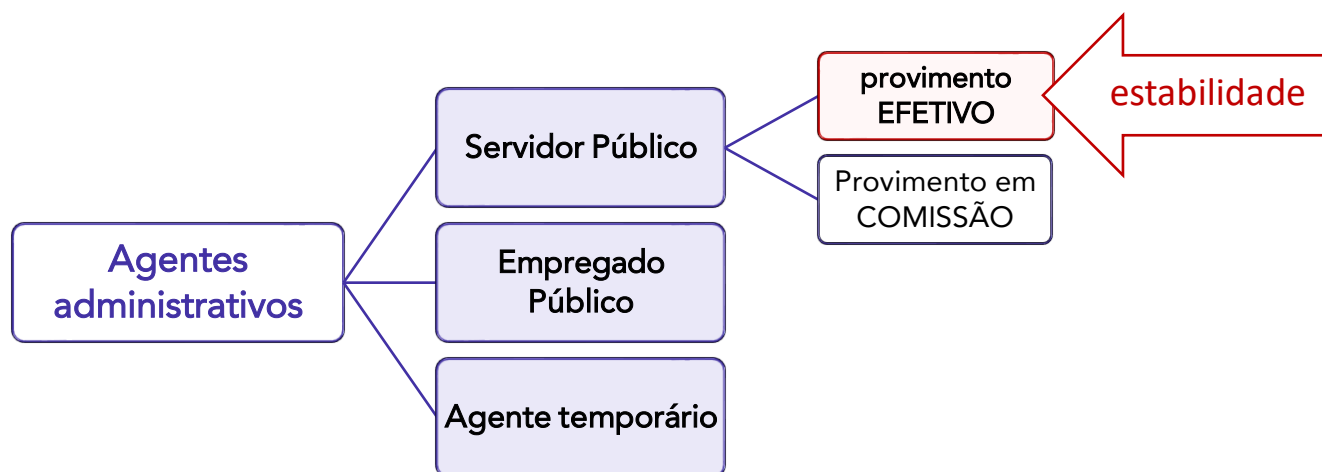 provimento
EFETIVO
estabilidade
Servidor Público
Provimento em
COMISSÃO
Agentes
administrativos
Empregado
Público
Agente temporário